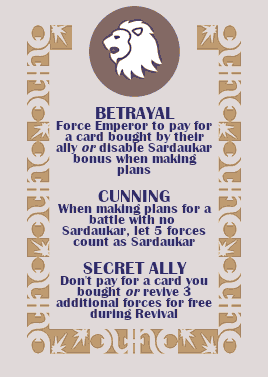 BETRAYAL
Force Emperor to pay for
a card bought by their
ally or disable Sardaukar
bonus when making
plans
CUNNING
When making plans for a
battle with no
Sardaukar, let 5 forces
count as Sardaukar
SECRET ALLY
Don't pay for a card you
bought or revive 3
additional forces for free
during Revival